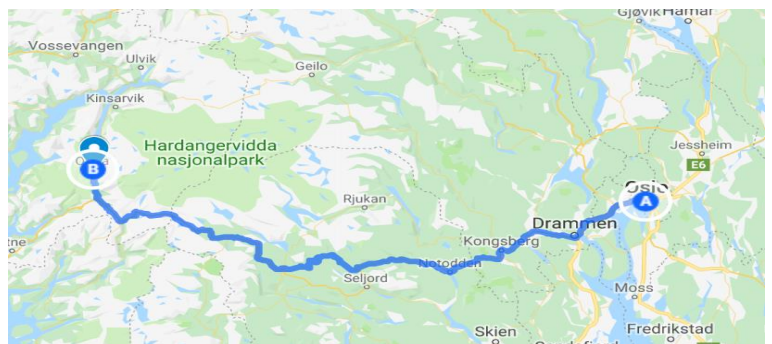 Gjøvik Hamar
Vossevangen
Ulvik
Geilo
Kinsarvik
Jessheim
Hardangervidda
nasjonalpark
E6
B
Oslo
A
Rjukan
Drammen
Kongsberg
Notodden
Seljord
Moss
Skien
Fredrikstad